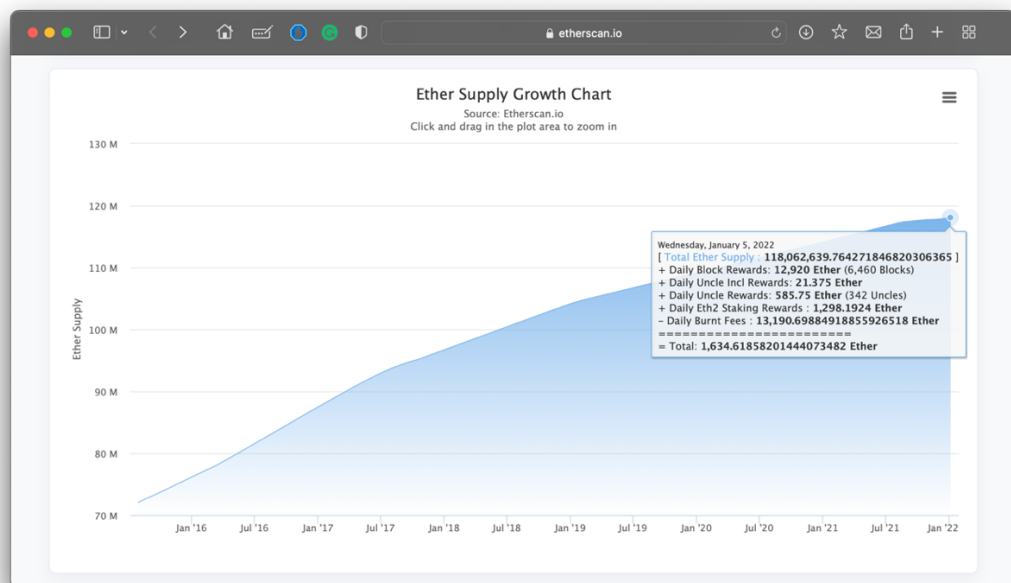 etherscan.io
Ether Supply Growth Chart
Source: Etherscan.io
Click and drag in the plot area to zoom in
130 M
120 M
110 M
100 M
90 M
80 M
70 M
Ether Supply
Wednesday, January 5, 2022
[ Total Ether Supply : 118,062,639.764271846820306365 ]
+ Daily Block Rewards: 12,920 Ether (6,460 Blocks)
+ Daily Uncle Incl Rewards: 21.375 Ether
+ Daily Uncle Rewards: 585.75 Ether (342 Uncles)
+ Daily Eth2 Staking Rewards : 1,298.1924 Ether
- Daily Burnt Fees : 13,190.69884918855926518 Ether
========================
= Total: 1,634.61858201444073482 Ether
Jan '16 Jul '16 Jan '17 Jul '17 Jan '18 Jul '18 Jan '19 Jul '19 Jan '20 Jul '20 Jan '21 Jul '21 Jan '22